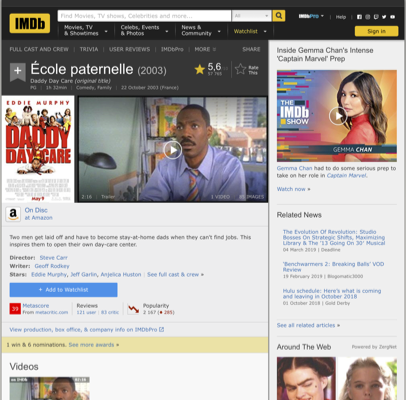 IMDb
Find Movies, TV shows, Celebrities and more...
All
IMDbPro
Help
Movies, TV
& Showtimes
Celebs, Events
& Photos
News &
Community
Watchlist
Sign in
FULL CAST AND CREW | TRIVIA | USER REVIEWS | IMDbPro | MORE
SHARE
École paternelle (2003)
Daddy Day Care (original title)
PG | 1h 32min | Comedy, Family | 22 October 2003 (France)
5,6
Rate
This
EDDIE MURPHY
DADDY
DAY CARE
May 9
2:16 | Trailer
1 VIDEO
IMAGES
On Disc
at Amazon
Two men get laid off and have to become stay-at-home dads when they can't find jobs. This
inspires them to open their own day-care center.
Director: Steve Carr
Writer: Geoff Rodkey
Stars: Eddie Murphy, Jeff Garlin, Anjelica Huston | See full cast & crew »
+ Add to Watchlist
39
Metascore
From metacritic.com
Reviews
121 user | 93 critic
Popularity
2 167
View production, box office, & company info on IMDbPro
1 win & 6 nominations. See more awards »
Videos
Inside Gemma Chan's Intense
'Captain Marvel' Prep
THE
IMDb
SHOW
GEMMA CHAN
Gemma Chan had to do some serious prep to
take on her role in Captain Marvel.
Watch now »
Related News
The Evolution Of Revolution: Studio
Bosses On Strategic Shifts, Maximizing
Library & The '13 Going On 30' Musical
04 March 2019 | Deadline
'Benchwarmers 2: Breaking Balls' VOD
Review
19 February 2019 | Blogomatic3000
Hulu schedule: Here's what is coming
and leaving in October 2018
01 October 2018 | Gold Derby
See all related articles »
Around The Web
Powered by ZergNet